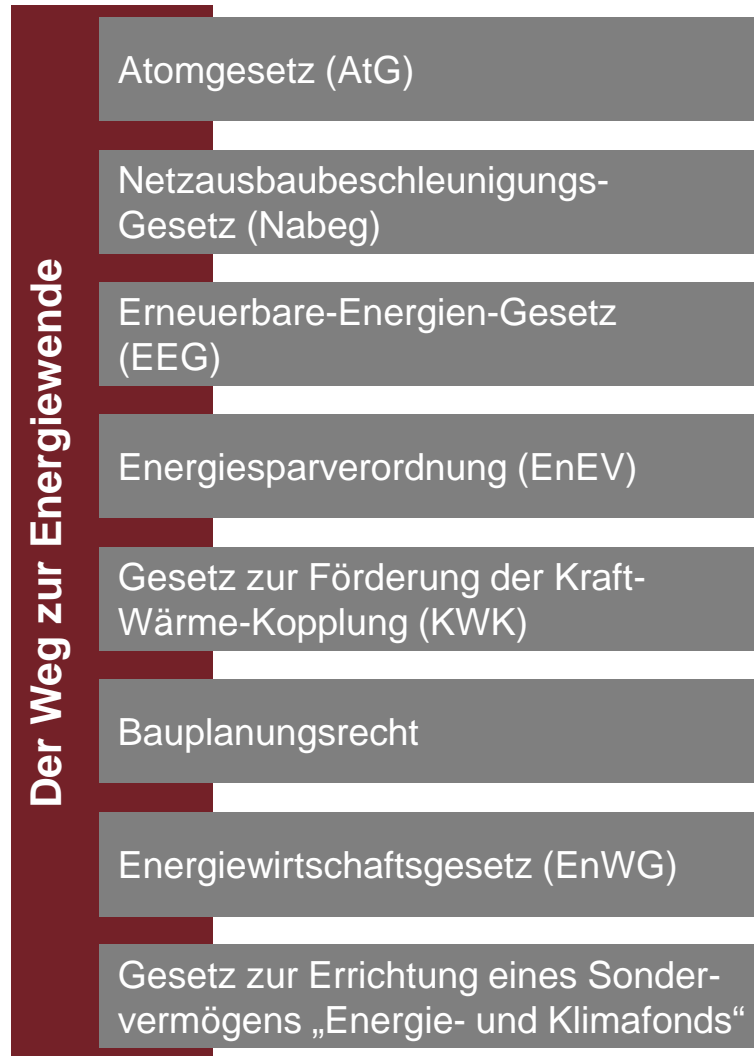 Der Weg zur Energiewende
Atomgesetz (AtG)
Netzausbaubeschleunigungs-
Gesetz (Nabeg)
Erneuerbare-Energien-Gesetz
(EEG)
Energiesparverordnung (EnEV)
Gesetz zur Förderung der Kraft-
Wärme-Kopplung (KWK)
Bauplanungsrecht
Energiewirtschaftsgesetz (EnWG)
Gesetz zur Errichtung eines Sonder-
vermögens „Energie- und Klimafonds“